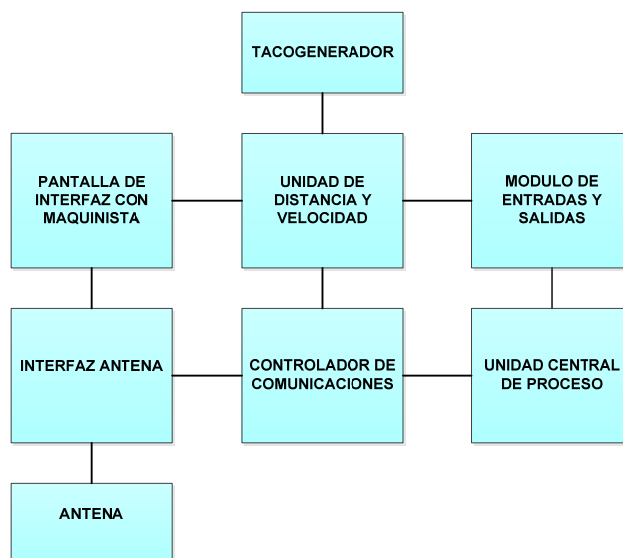 TACOGENERADOR
PANTALLA DE
INTERFAZ CON
MAQUINISTA
UNIDAD DE
DISTANCIA Y
VELOCIDAD
MODULO DE
ENTRADAS Y
SALIDAS
INTERFAZ ANTENA
CONTROLADOR DE
COMUNICACIONES
UNIDAD CENTRAL
DE PROCESO
ANTENA